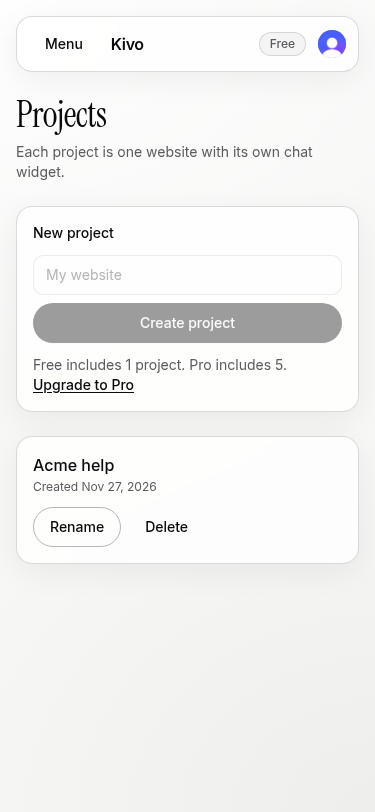 Menu Kivo Free
Projects
Each project is one website with its own chat
widget.
New project
My website
Create project
Free includes 1 project. Pro includes 5.
Upgrade to Pro
Acme help
Created Nov 27, 2026
Rename Delete